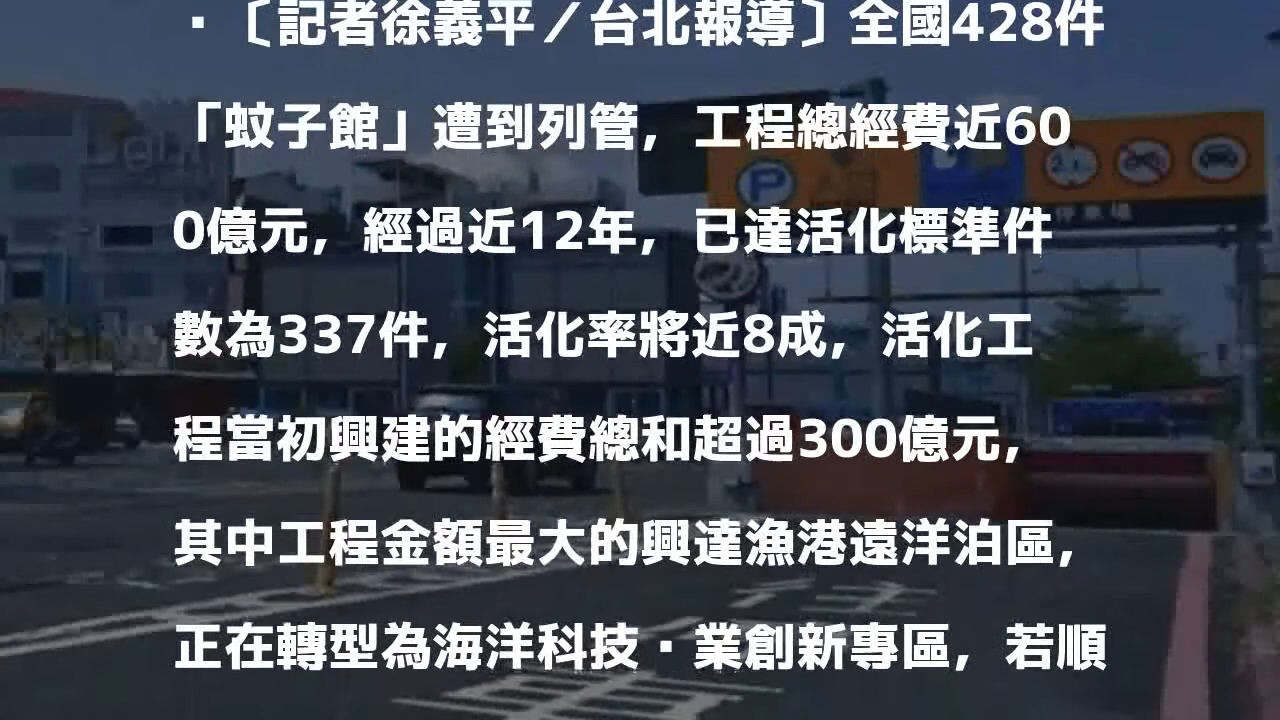 ·〔記者徐義平／台北報導〕全國428件
「蚊子館」遭到列管，工程總經費近60
0億元，經過近12年，已達活化標準件
數為337件，活化率將近8成，活化工
程當初興建的經費總和超過300億元，
其中工程金額最大的興達漁港遠洋泊區，
正在轉型為海洋科技·業創新專區，若順
P
停車場